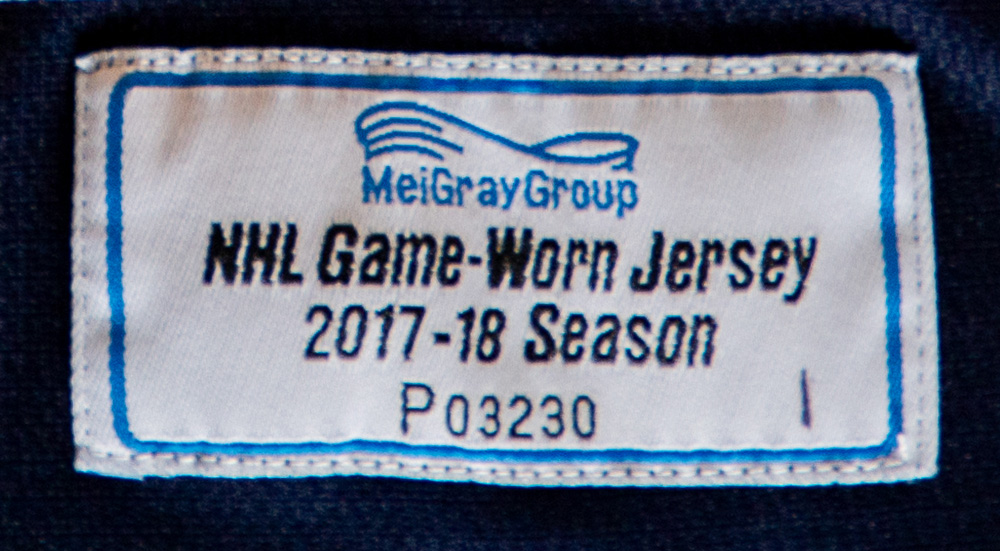 MeiGrayGroup
NHL Game-Worn Jersey
2017-18 Season
P03230
I